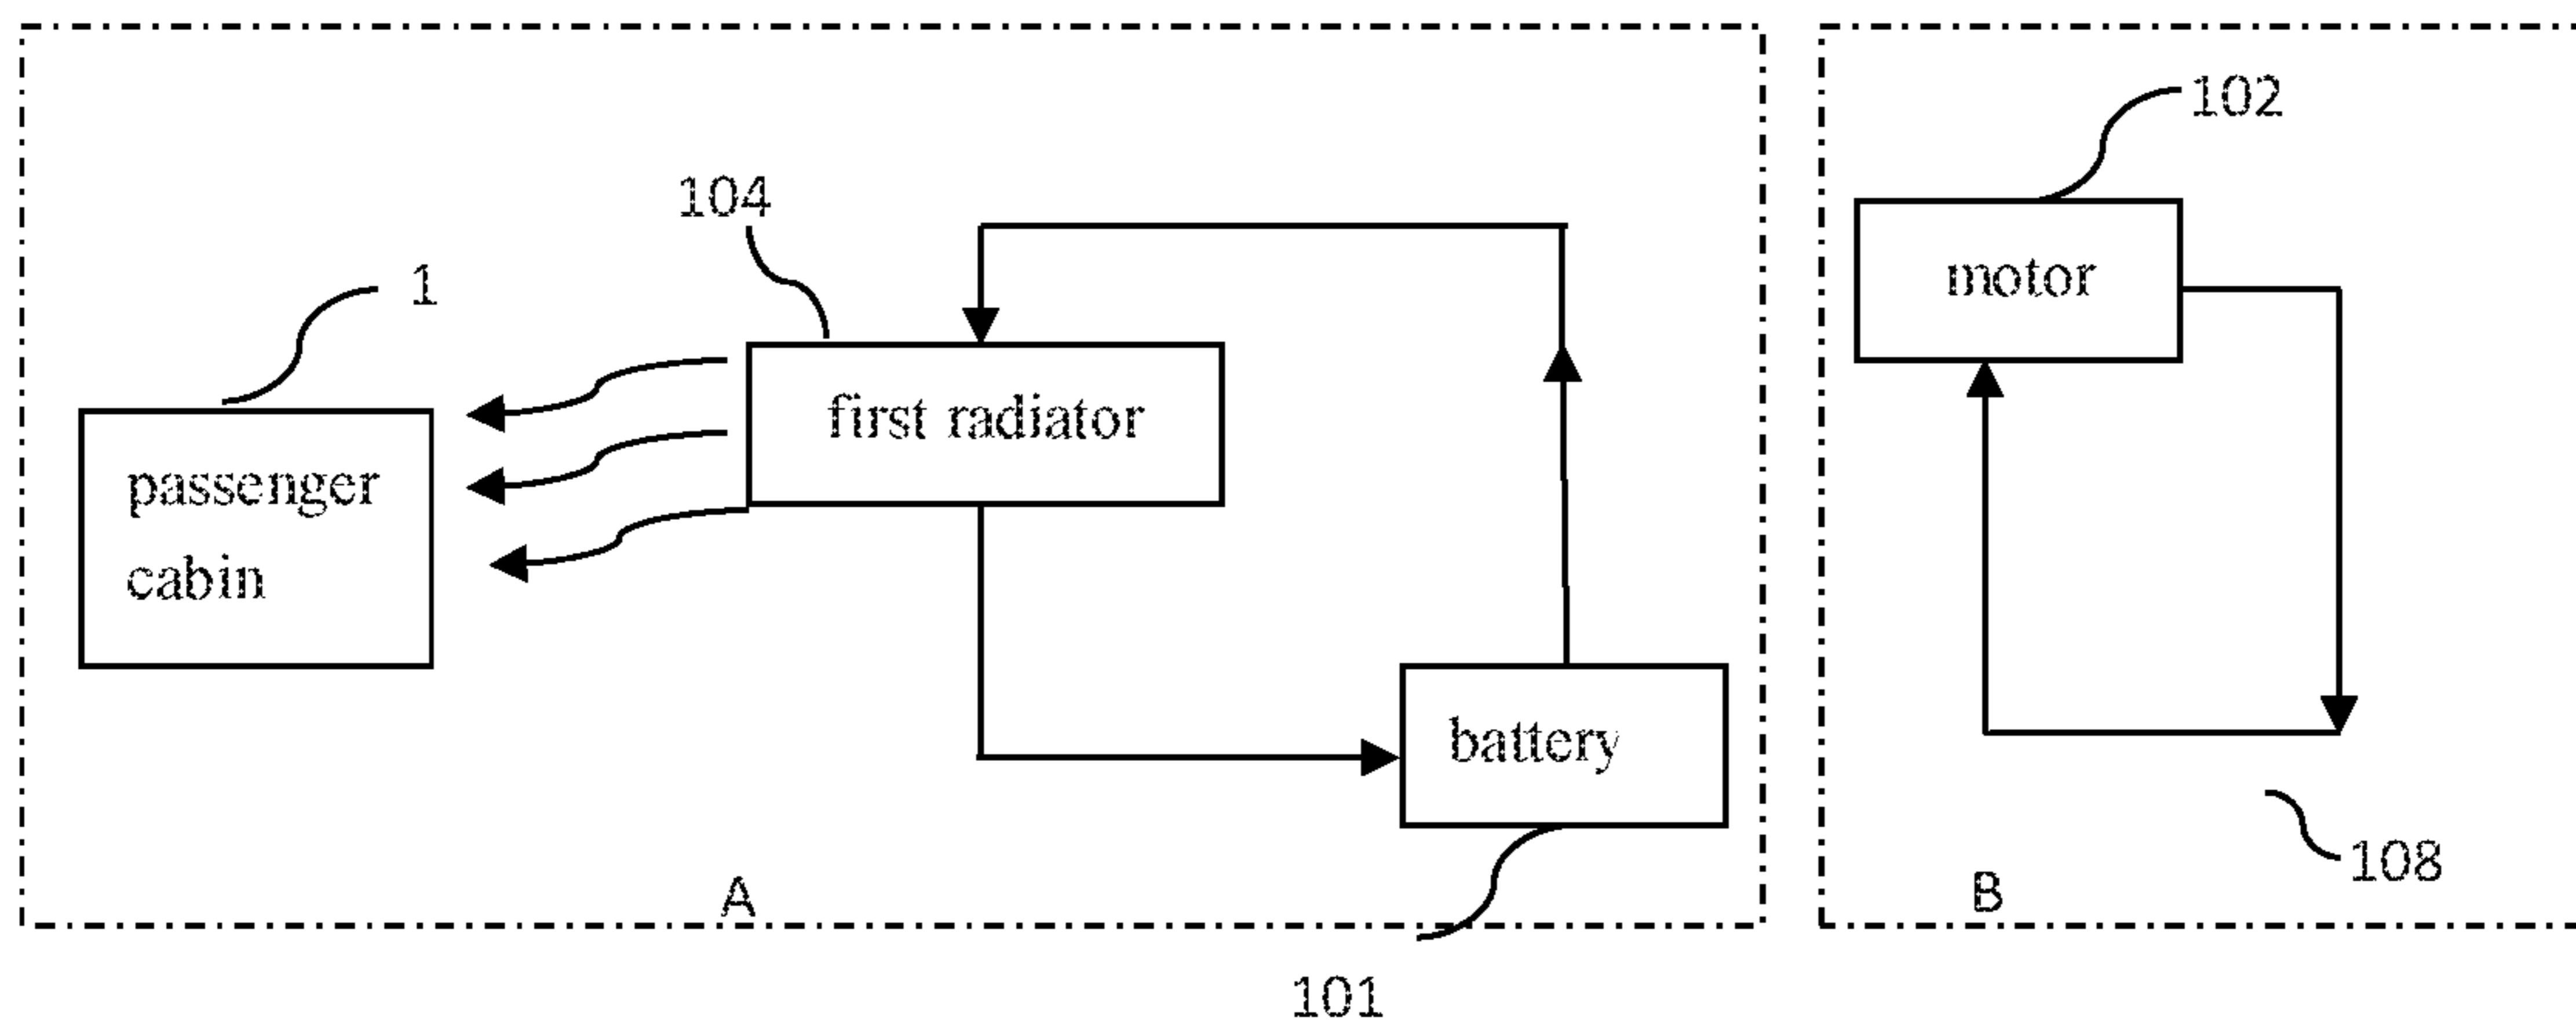 102
104
1
motor
first radiator
passenger
cabin
battery
108
A
B
101